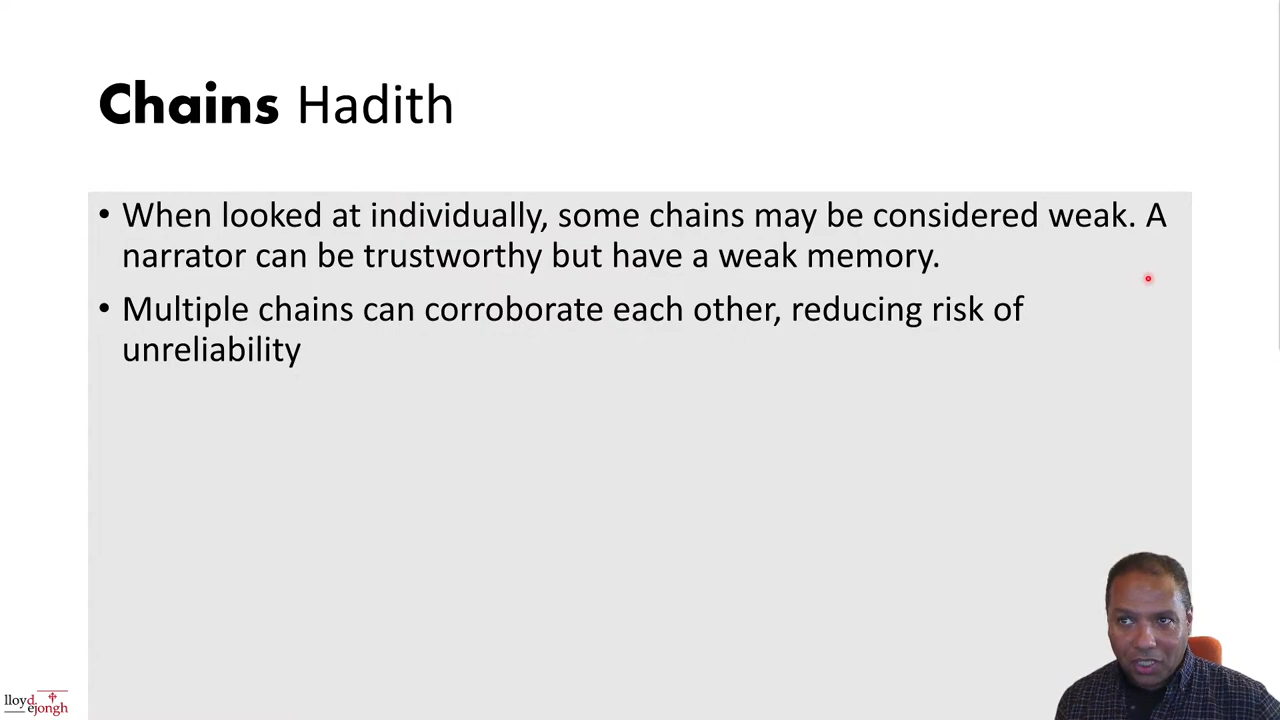 Chains Hadith
• When looked at individually, some chains may be considered weak. A
narrator can be trustworthy but have a weak memory.
• Multiple chains can corroborate each other, reducing risk of
unreliability
lloyd
ejongh